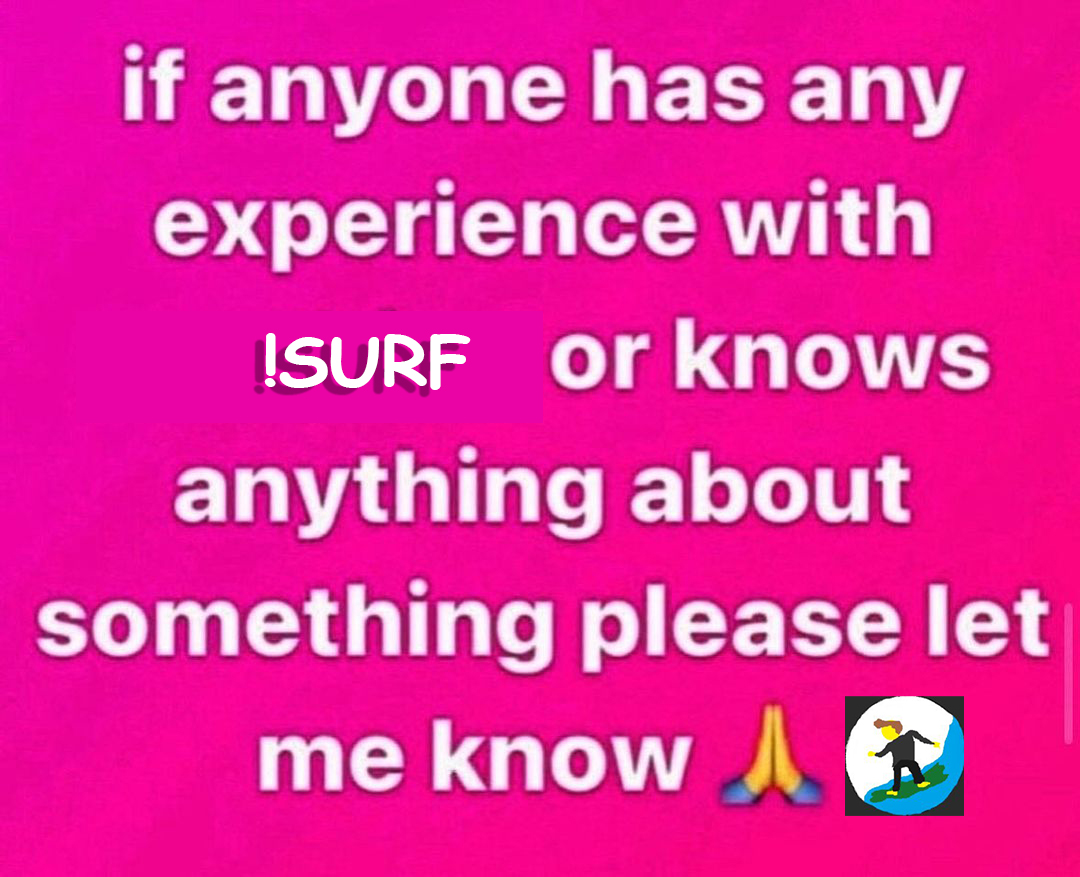 if anyone has any
experience with
!SURF or knows
anything about
something please let
me know 🙏